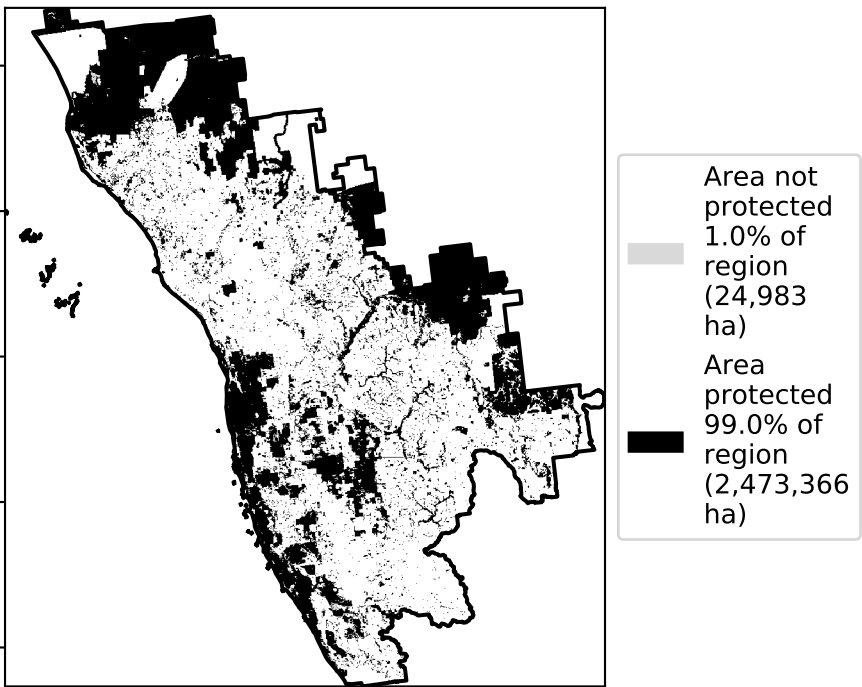 Area not
protected
1.0% of
region
(24,983
ha)
Area
protected
99.0% of
region
(2,473,366
ha)